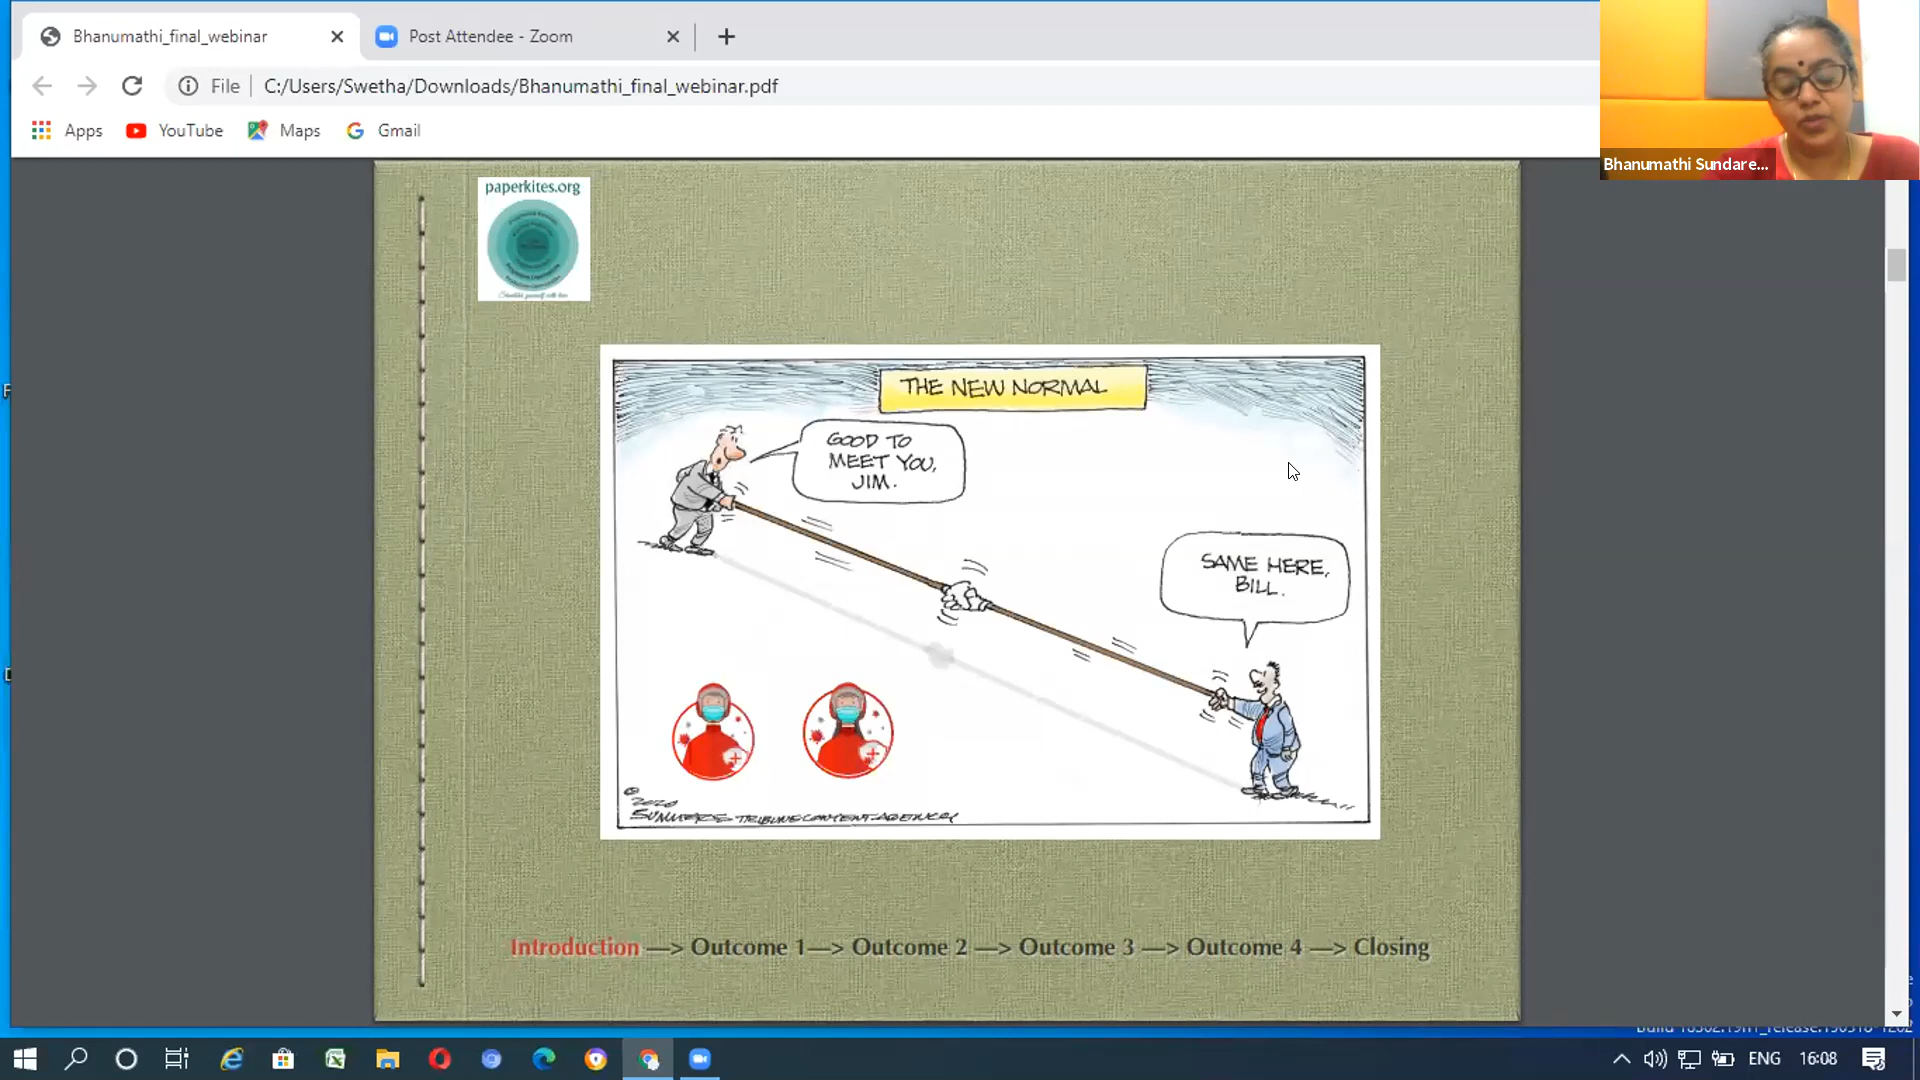 Bhanumathi_final_webinar
Post Attendee - Zoom
File
C:/Users/Swetha/Downloads/Bhanumathi_final_webinar.pdf
Apps
YouTube
Maps
Gmail
Bhanumathi Sundare...
paperkites.org
THE NEW NORMAL
GOOD TO
MEET YOU,
JIM.
SAME HERE,
BILL.
© 2020
Introduction —> Outcome 1—> Outcome 2 —> Outcome 3 —> Outcome 4 —> Closing
ENG
16:08